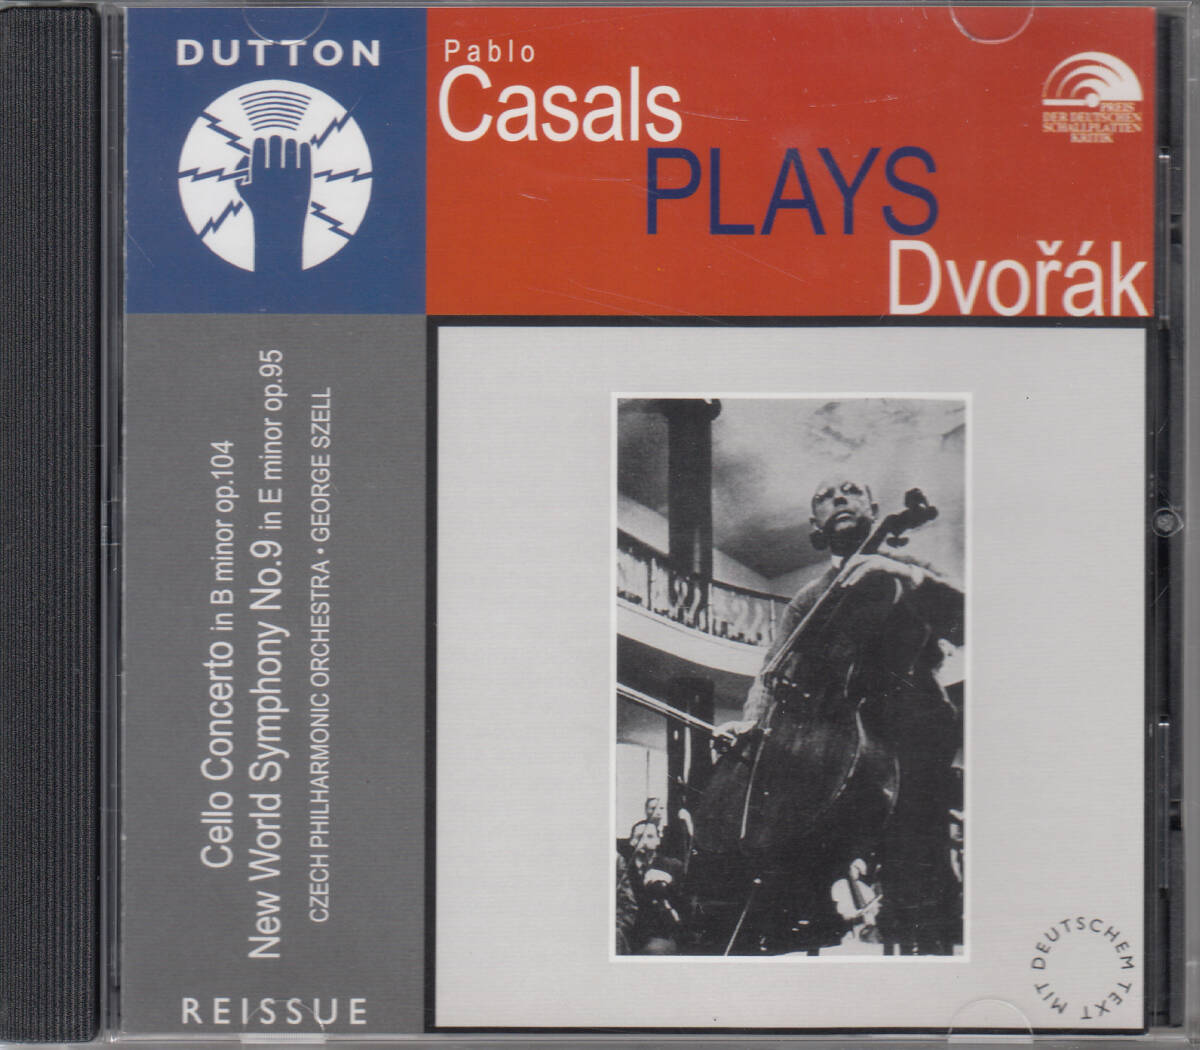 DUTTON
Pablo
Casals
PLAYS
Dvořák
PREIS
DER DEUTSCHEN
SCHALLPLATTEN
KRITIK
Cello Concerto in B minor op.104
New World Symphony No.9 in E minor op.95
CZECH PHILHARMONIC ORCHESTRA • GEORGE SZELL
REISSUE
MIT DEUTSCHEM TEXT